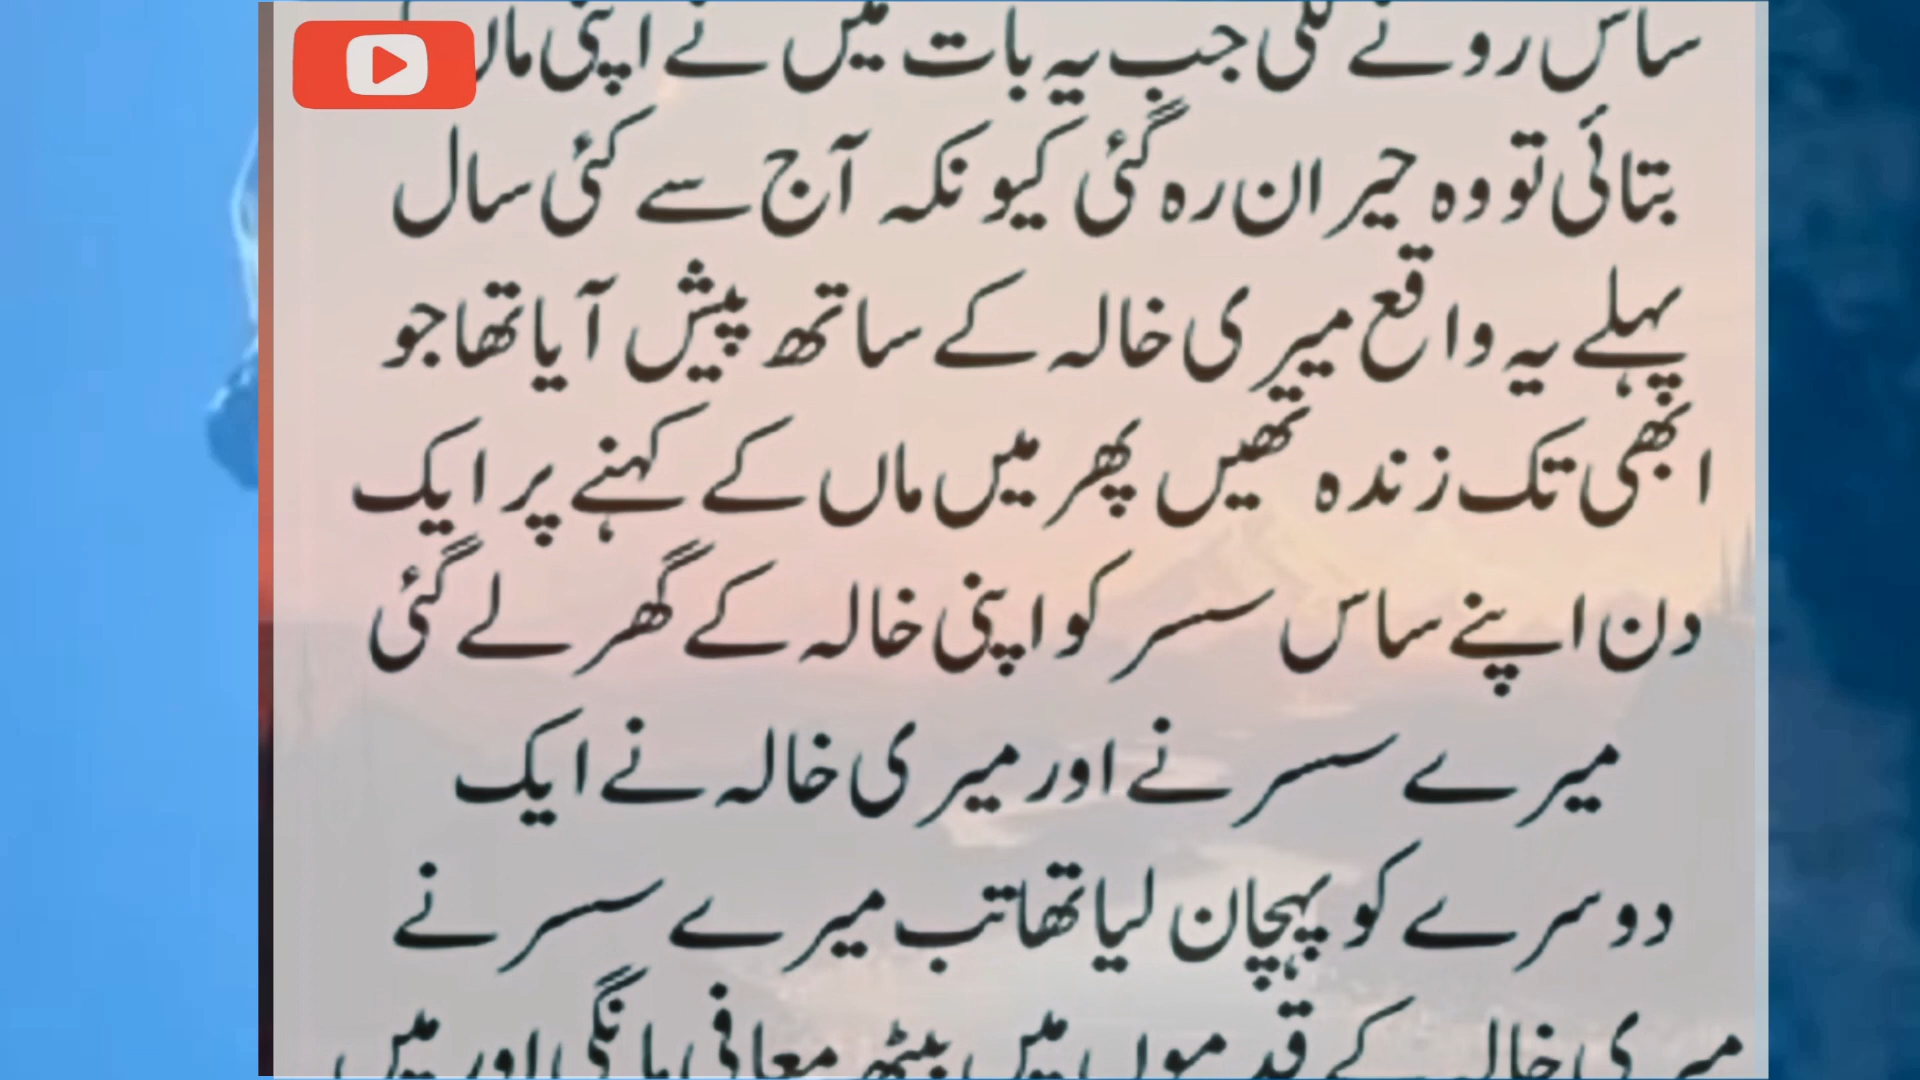 ساس رونے لگی جب یہ بات میں نے اپنی ماں
بتائی تو وہ حیران رہ گئی کیونکہ آج سے کئی سال
پہلے یہ واقع میری خالہ کے ساتھ پیش آیا تھا جو
ابھی تک زندہ تھیں پھر میں ماں کے کہنے پر ایک
دن اپنے ساس سسر کو اپنی خالہ کے گھر لے گئی
میرے سسر نے اور میری خالہ نے ایک
دوسرے کو پہچان لیا تھا تب میرے سسر نے
میری خالہ کے قدموں میں بیٹھ معافی مانگی اور میں